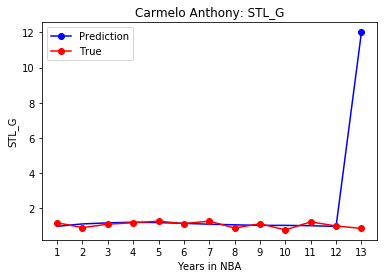 Carmelo Anthony: STL_G
Prediction
True
12
10
8
6
4
2
STL_G
1 2 3 4 5 6 7 8 9 10 11 12 13
Years in NBA